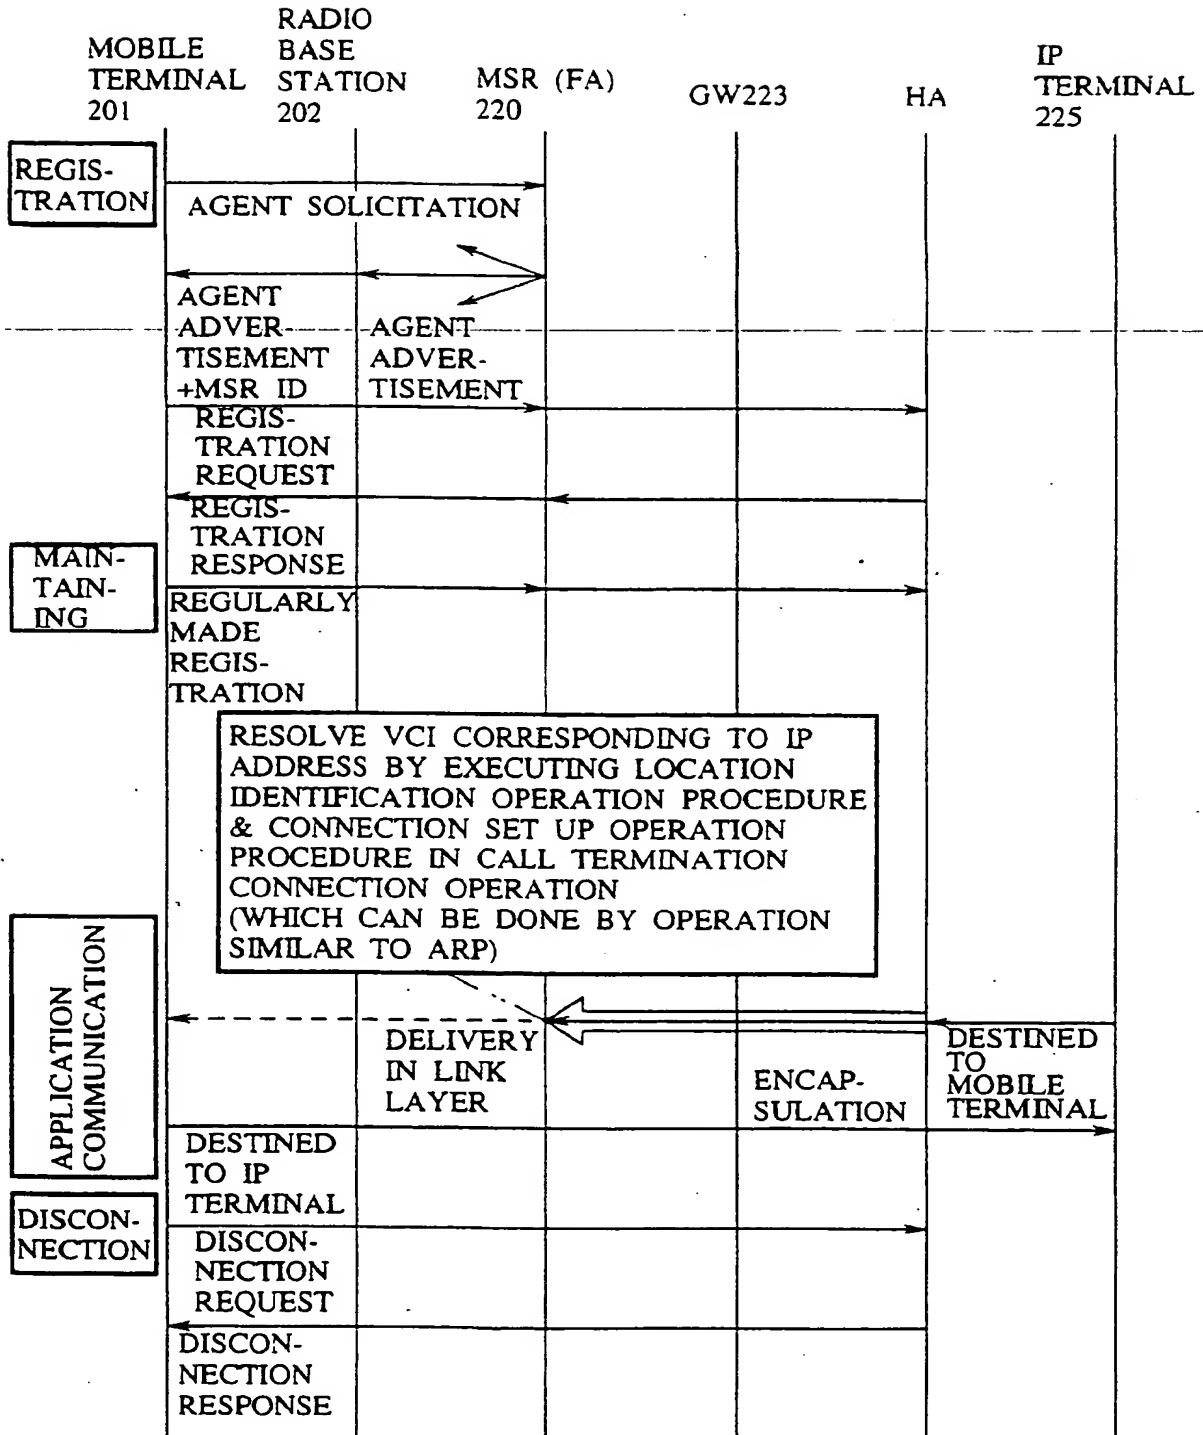 MOBILE
TERMINAL
201
RADIO
BASE
STATION
202
MSR (FA)
220
GW223
HA
IP
TERMINAL
225
REGIS-
TRATION
AGENT SOLICITATION
AGENT
ADVER-
TISEMENT
+MSR ID
AGENT
ADVER-
TISEMENT
REGIS-
TRATION
REQUEST
REGIS-
TRATION
RESPONSE
MAIN-
TAIN-
ING
REGULARLY
MADE
REGIS-
TRATION
RESOLVE VCI CORRESPONDING TO IP
ADDRESS BY EXECUTING LOCATION
IDENTIFICATION OPERATION PROCEDURE
& CONNECTION SET UP OPERATION
PROCEDURE IN CALL TERMINATION
CONNECTION OPERATION
(WHICH CAN BE DONE BY OPERATION
SIMILAR TO ARP)
APPLICATION
COMMUNICATION
DELIVERY
IN LINK
LAYER
ENCAP-
SULATION
DESTINED
TO
MOBILE
TERMINAL
DESTINED
TO IP
TERMINAL
DISCON-
NECTION
DISCON-
NECTION
REQUEST
DISCON-
NECTION
RESPONSE